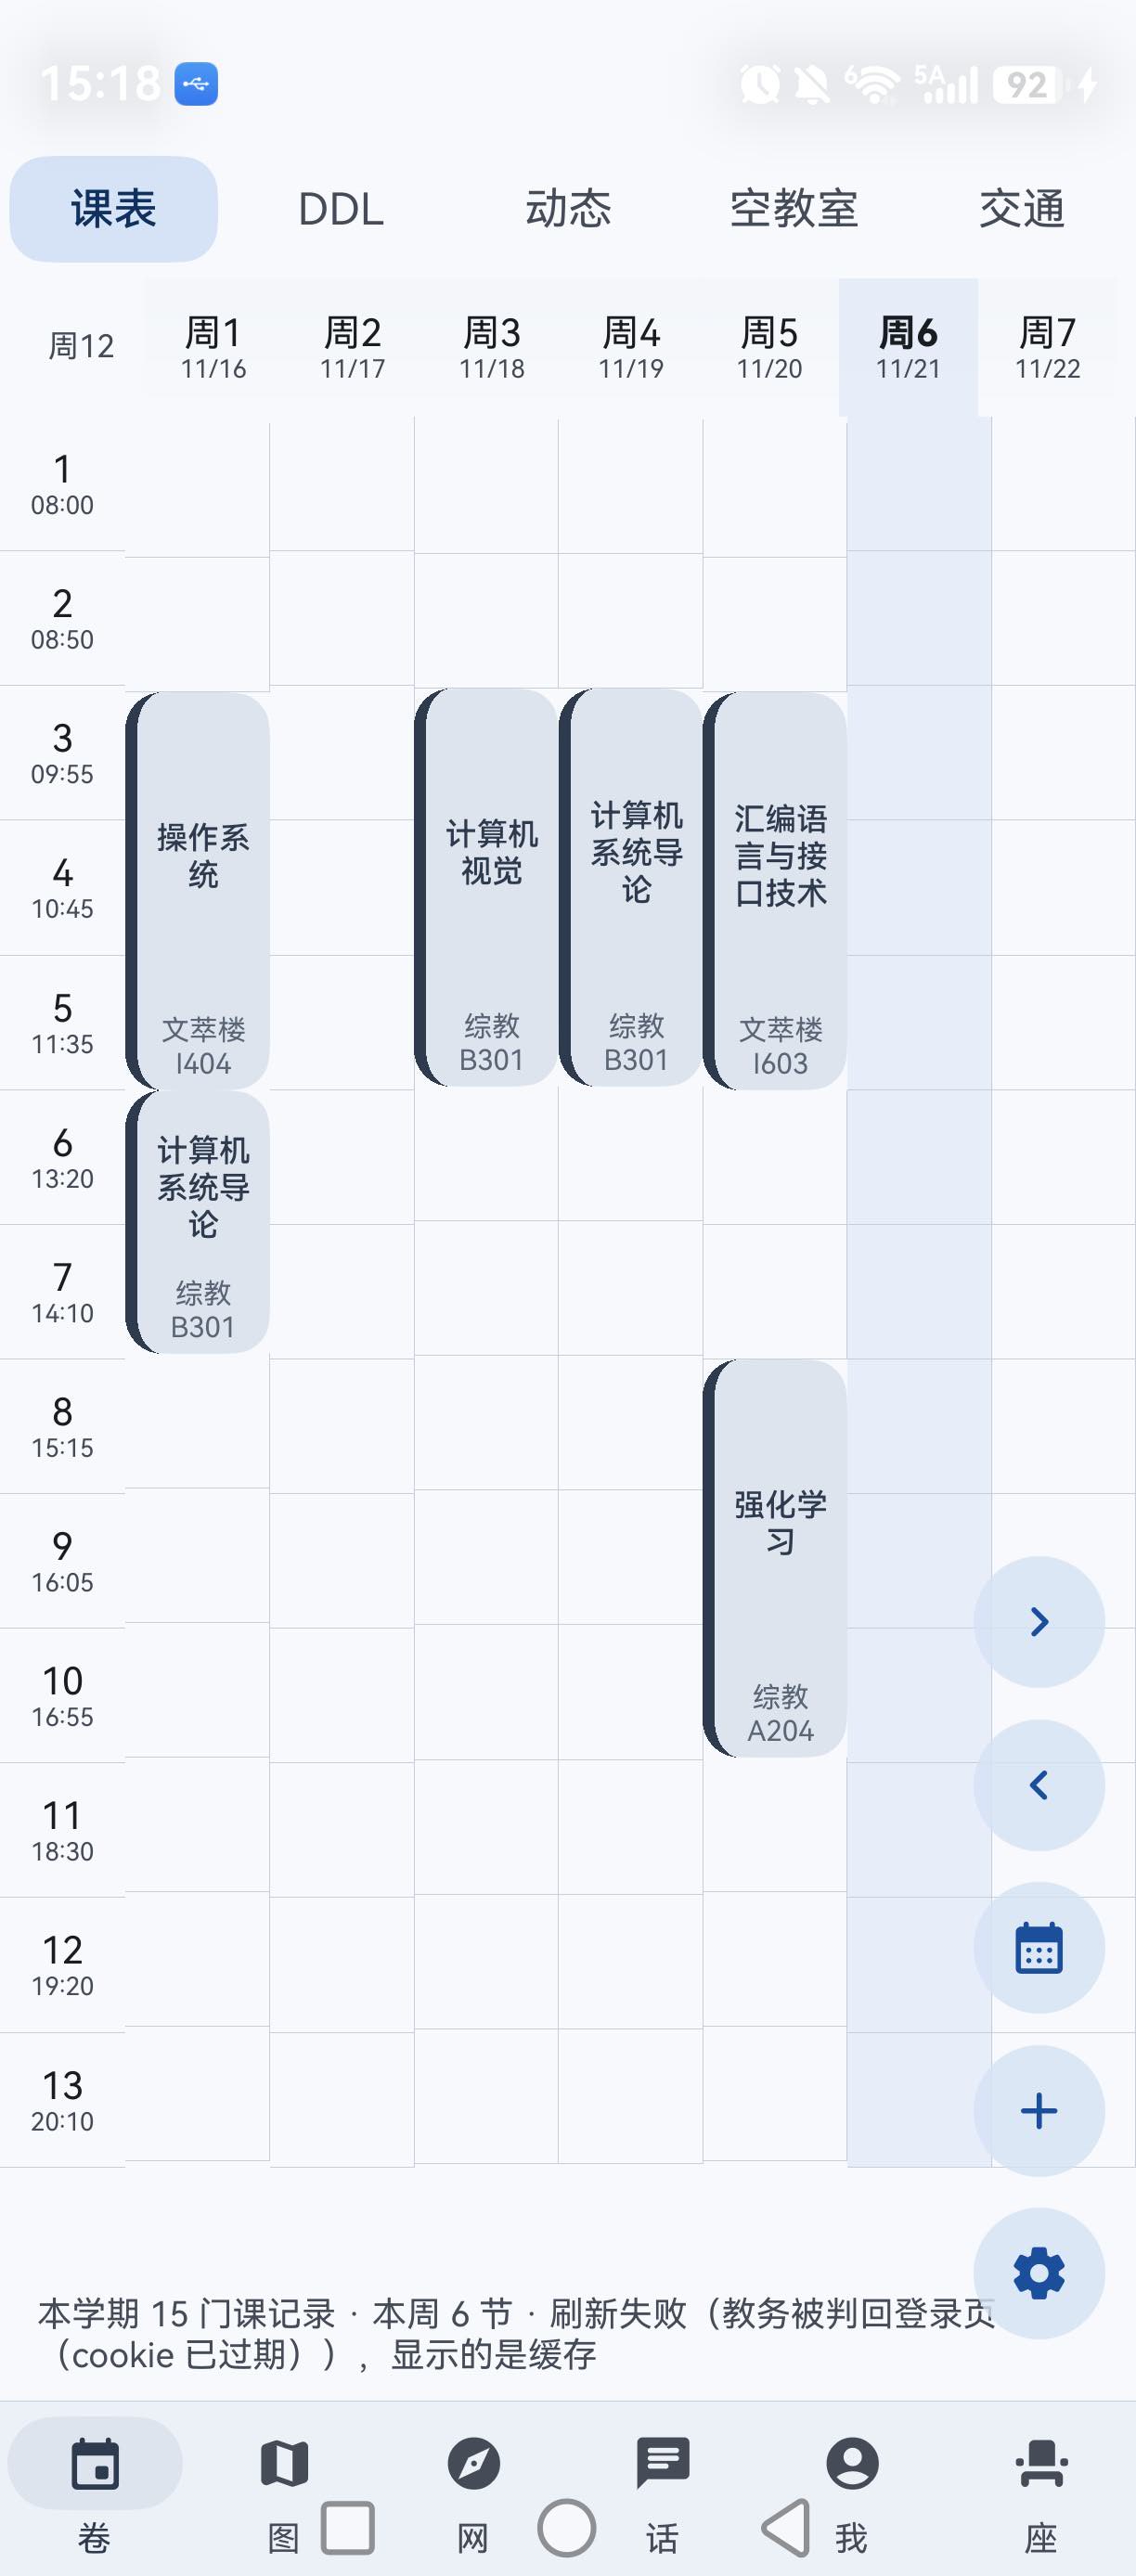 15:18
6
5A
92
课表 DDL 动态 空教室 交通
周12 周1 周2 周3 周4 周5 周6 周7
11/16 11/17 11/18 11/19 11/20 11/21 11/22
1
08:00
2
08:50
3
09:55
4
10:45
5
11:35
6
13:20
7
14:10
8
15:15
9
16:05
10
16:55
11
18:30
12
19:20
13
20:10
操作系
统
文萃楼
I404
计算机
系统导
论
综教
B301
计算机
视觉
综教
B301
计算机
系统导
论
综教
B301
汇编语
言与接
口技术
文萃楼
I603
强化学
习
综教
A204
本学期 15 门课记录 · 本周 6 节 · 刷新失败（教务被判回登录页
（cookie 已过期）），显示的是缓存
卷 图 网 话 我 座